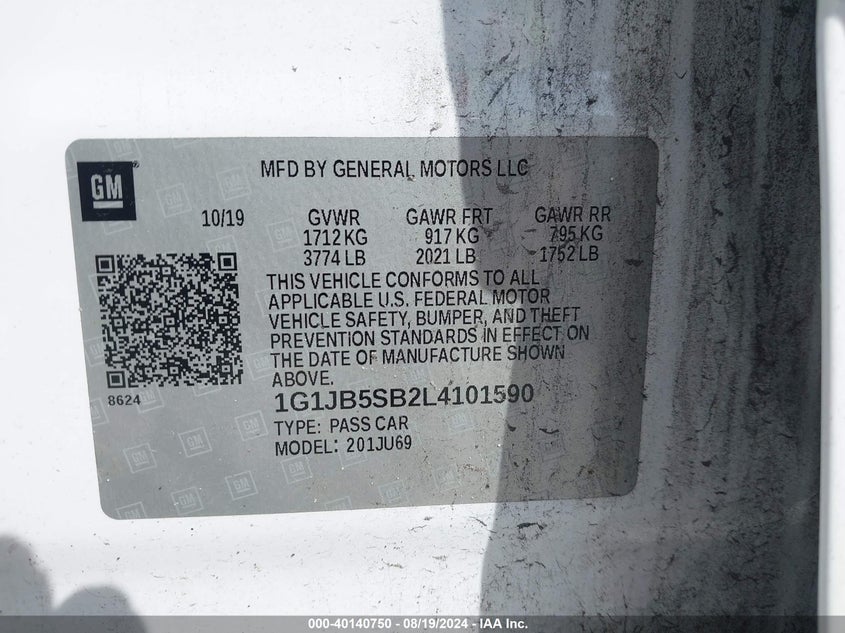 GM
MFD BY GENERAL MOTORS LLC
10/19 GVWR GAWR FRT GAWR RR
1712 KG 917 KG 795 KG
3774 LB 2021 LB 1752 LB
THIS VEHICLE CONFORMS TO ALL
APPLICABLE U.S. FEDERAL MOTOR
VEHICLE SAFETY, BUMPER, AND THEFT
PREVENTION STANDARDS IN EFFECT ON
THE DATE OF MANUFACTURE SHOWN
ABOVE.
8624
1G1JB5SB2L4101590
TYPE: PASS CAR
MODEL: 201JU69
000-40140750 - 08/19/2024 - IAA Inc.